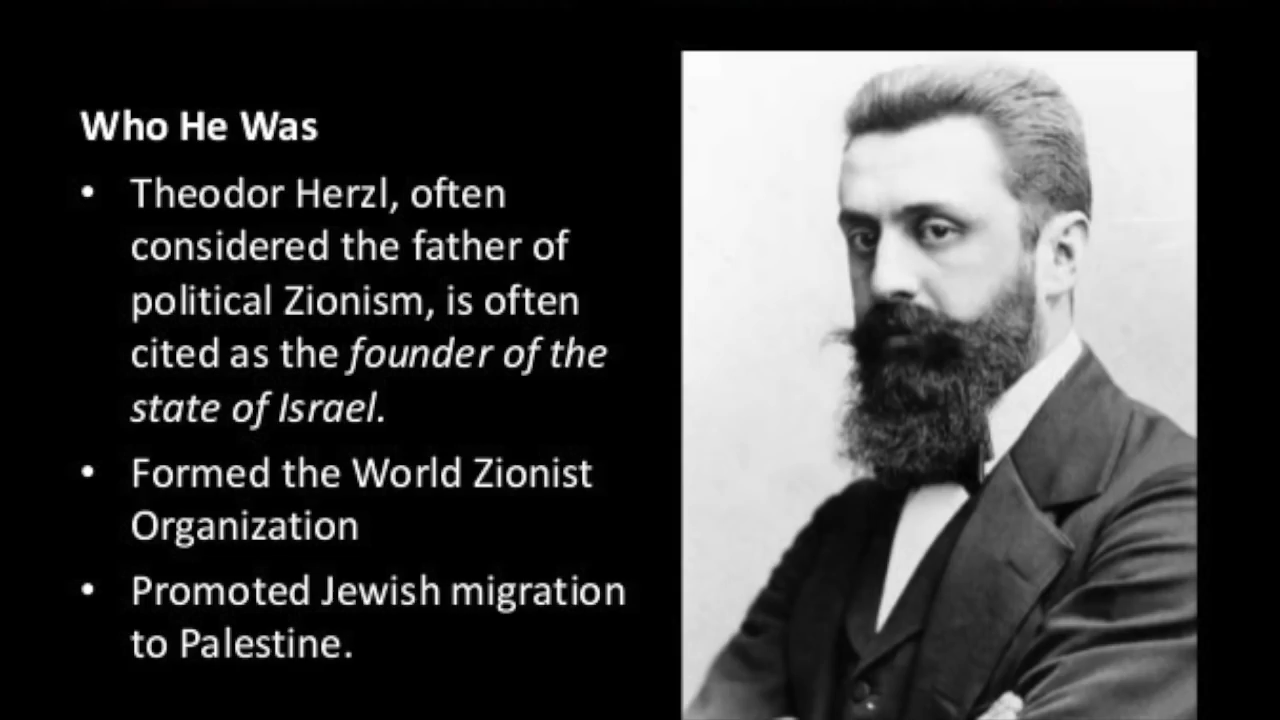 Who He Was
• Theodor Herzl, often
considered the father of
political Zionism, is often
cited as the founder of the
state of Israel.
• Formed the World Zionist
Organization
• Promoted Jewish migration
to Palestine.